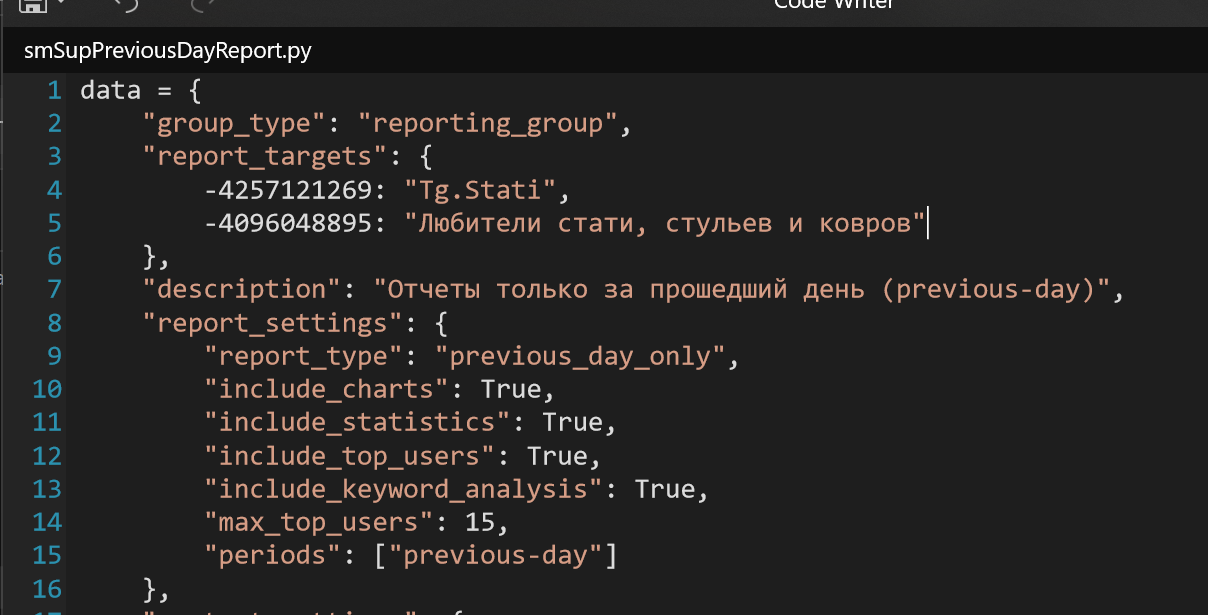 Code Writer
smSupPreviousDayReport.py
1 data = {
2     "group_type": "reporting_group",
3     "report_targets": {
4         -4257121269: "Tg.Stati",
5         -4096048895: "Любители стати, стульев и ковров"
6     },
7     "description": "Отчеты только за прошедший день (previous-day)",
8     "report_settings": {
9         "report_type": "previous_day_only",
10         "include_charts": True,
11         "include_statistics": True,
12         "include_top_users": True,
13         "include_keyword_analysis": True,
14         "max_top_users": 15,
15         "periods": ["previous-day"]
16     },